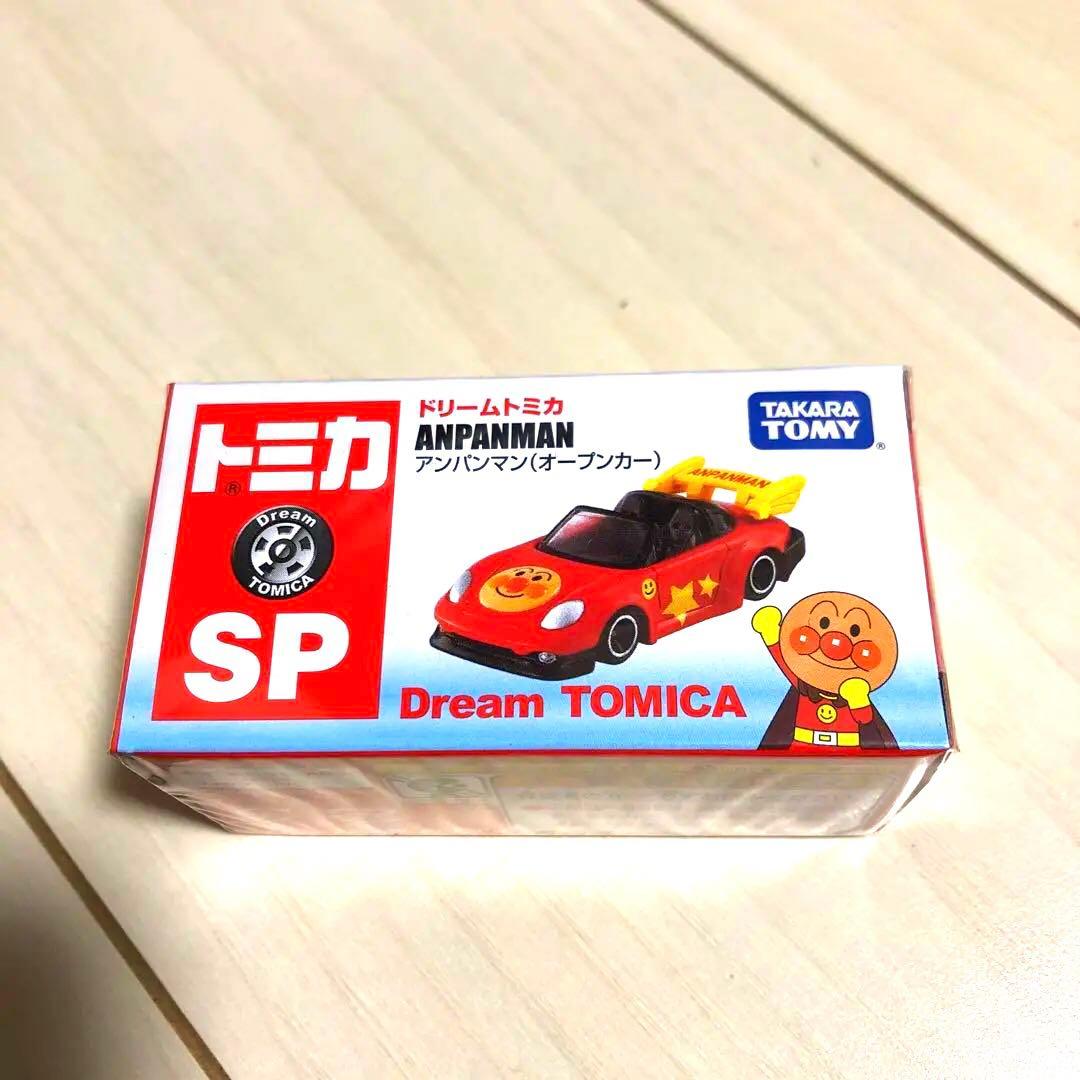 トミカ
®
Dream
TOMICA
SP
ドリームトミカ
ANPANMAN
アンパンマン(オープンカー)
TAKARA
TOMY®
ANPANMAN
Dream TOMICA